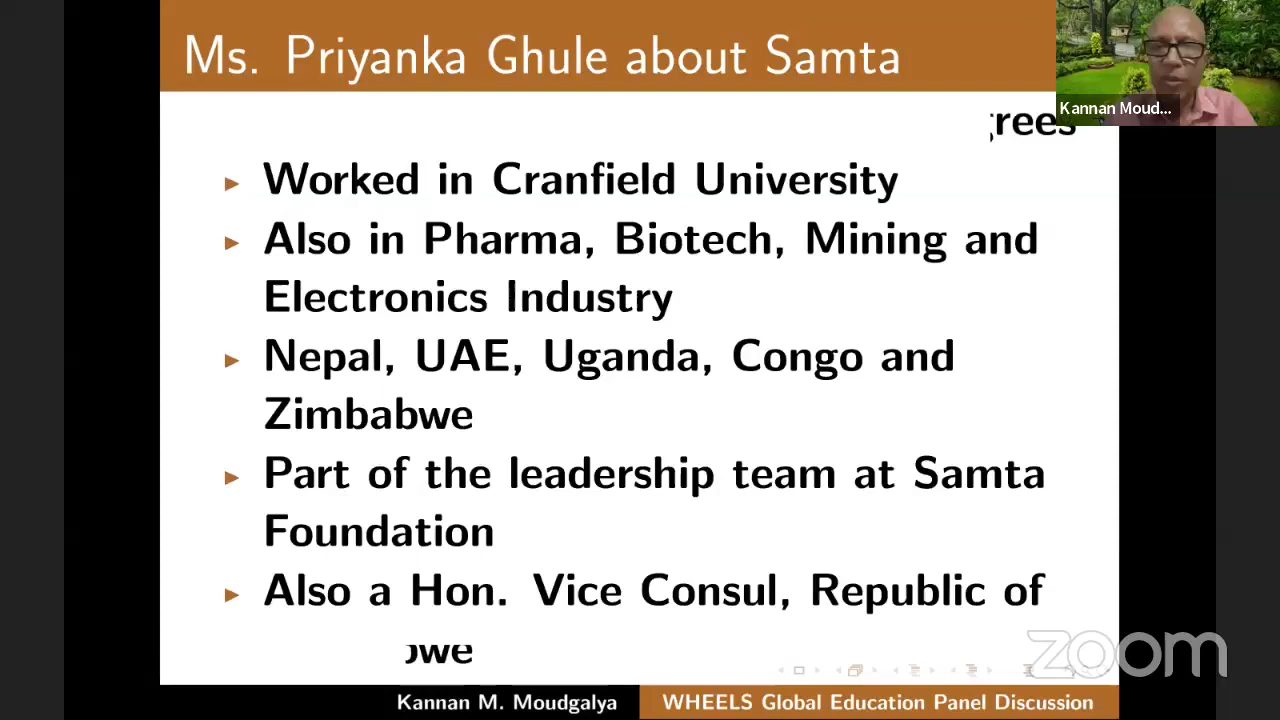 Ms. Priyanka Ghule about Samta
Kannan Moud...
Worked in Cranfield University
Also in Pharma, Biotech, Mining and
Electronics Industry
Nepal, UAE, Uganda, Congo and
Zimbabwe
Part of the leadership team at Samta
Foundation
Also a Hon. Vice Consul, Republic of
zoom
Kannan M. Moudgalya
WHEELS Global Education Panel Discussion